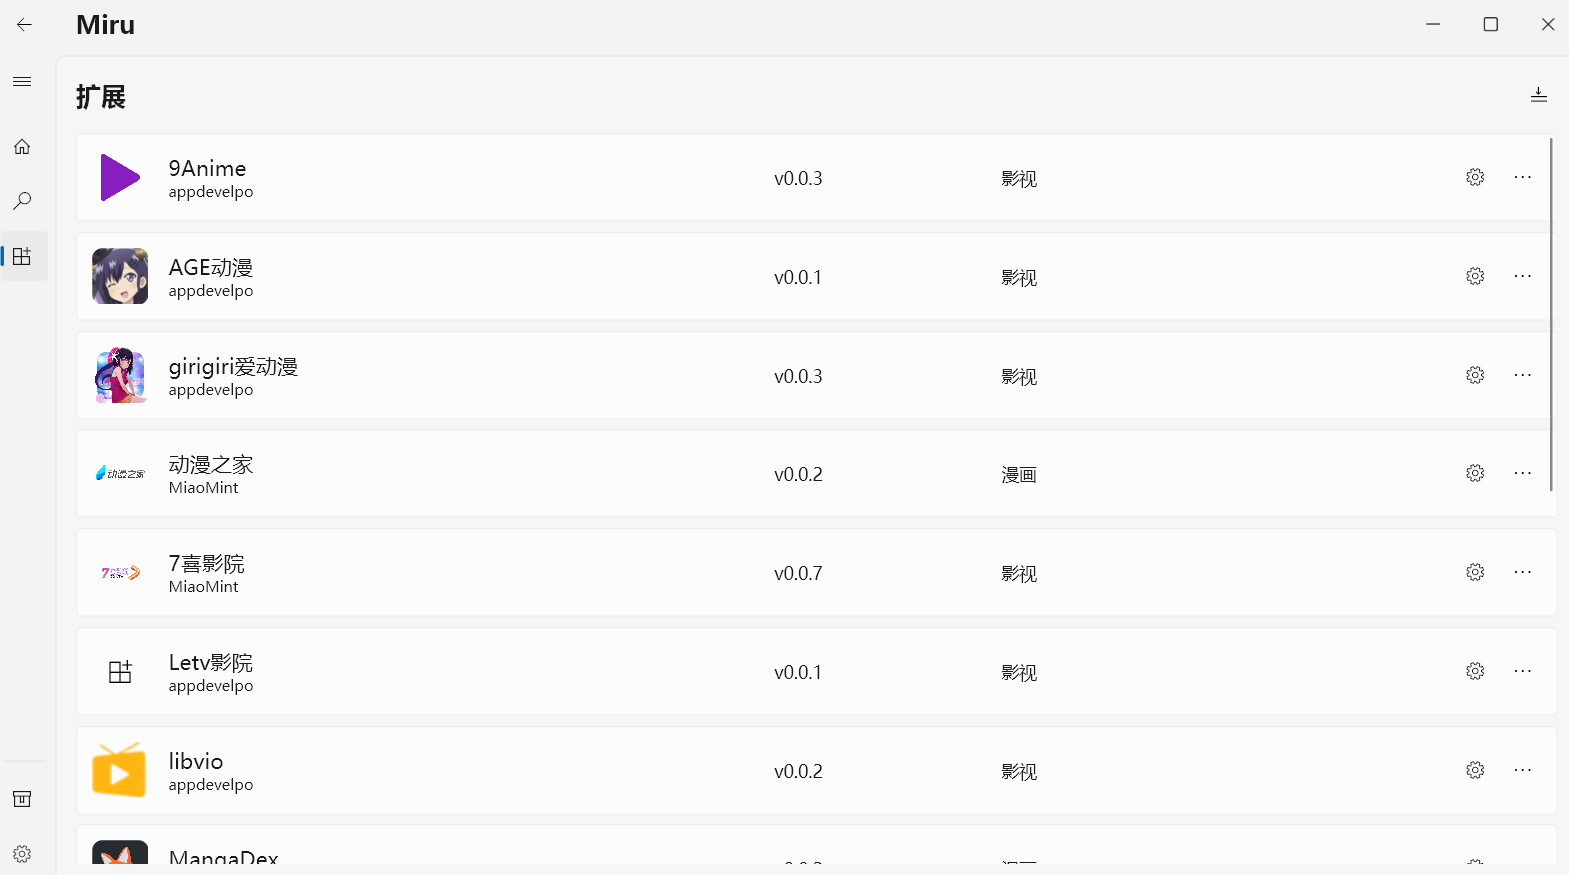 Miru
扩展
9Anime
appdevelpo
v0.0.3
影视
AGE动漫
appdevelpo
v0.0.1
影视
girigiri爱动漫
appdevelpo
v0.0.3
影视
动漫之家
动漫之家
MiaoMint
v0.0.2
漫画
7喜影院
MiaoMint
v0.0.7
影视
Letv影院
appdevelpo
v0.0.1
影视
libvio
appdevelpo
v0.0.2
影视
MangaDex